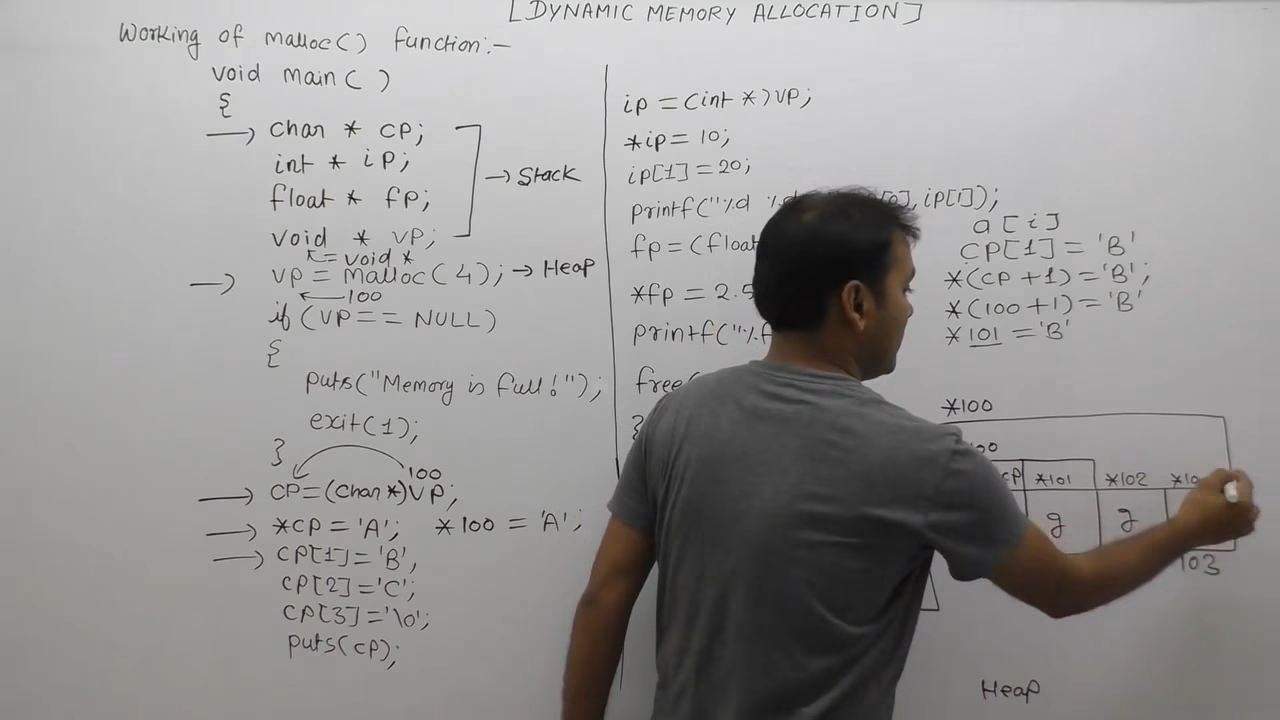 [DYNAMIC MEMORY ALLOCATION]
Working of malloc() function:-
void main( )
{
char * cp;
int * ip;
float * fp;
void * vp;
→ Stack
← = void *
vp = malloc(4); → Heap
100
if (vp == NULL)
{
puts("Memory is full!");
exit(1);
}
100
cp=(char*)vp;
*cp = 'A'; *100 = 'A';
cp[1]='B',
cp[2]='C';
cp[3]='\0';
puts(cp);
ip = (int *)vp;
*ip = 10;
ip[1] = 20;
printf("%d %d ,ip[1]);
fp=(float
*fp = 2.5
printf("%f
free(
}
a[i]
cp[1] = 'B'
*(cp + 1) = 'B';
*(100+1) = 'B'
*101 = 'B'
*100
cp *101 *102
g g
103
Heap